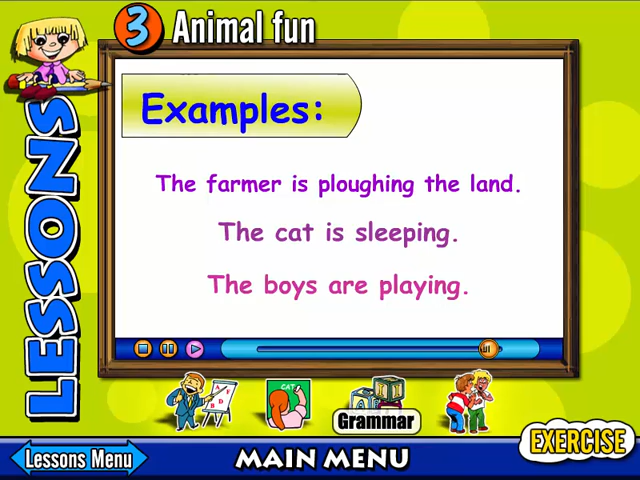 3 Animal fun
LESSONS
Examples:
The farmer is ploughing the land.
The cat is sleeping.
The boys are playing.
CAT
Grammar
Lessons Menu
MAIN MENU
EXERCISE